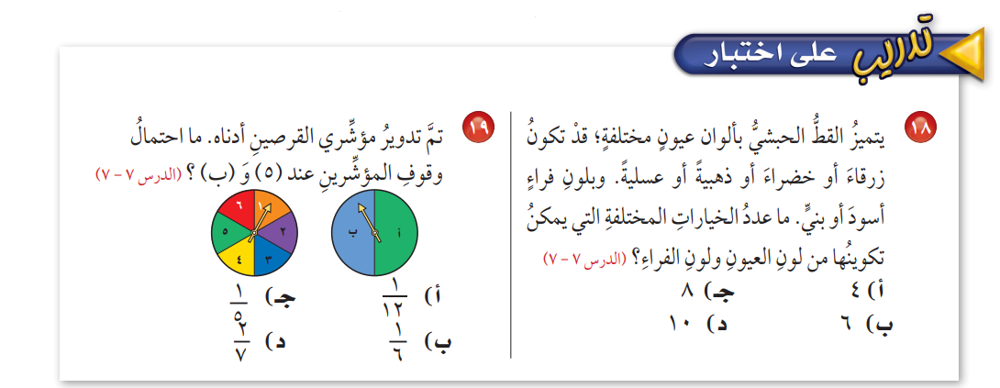 تدريب على اختبار
١٨ يتميزُ القطُّ الحبشيُّ بألوان عيونٍ مختلفةٍ؛ قدْ تكونُ
زرقاءَ أو خضراءَ أو ذهبيةً أو عسليةً. وبلونِ فراءٍ
أسودَ أو بنيٍّ. ما عددُ الخياراتِ المختلفةِ التي يمكنُ
تكوينُها من لونِ العيونِ ولونِ الفراءِ؟ (الدرس ٧ – ٧)
أ) ٤ جـ) ٨
ب) ٦ د) ١٠
١٩ تمَّ تدويرُ مؤشِّري القرصينِ أدناه. ما احتمالُ
وقوفِ المؤشِّرينِ عند (٥) وَ (ب) ؟ (الدرس ٧ – ٧)
أ ب
١ ٢ ٣ ٤ ٥ ٦
أ) ١/١٢ جـ) ١/٥
ب) ١/٦ د) ٢/٧